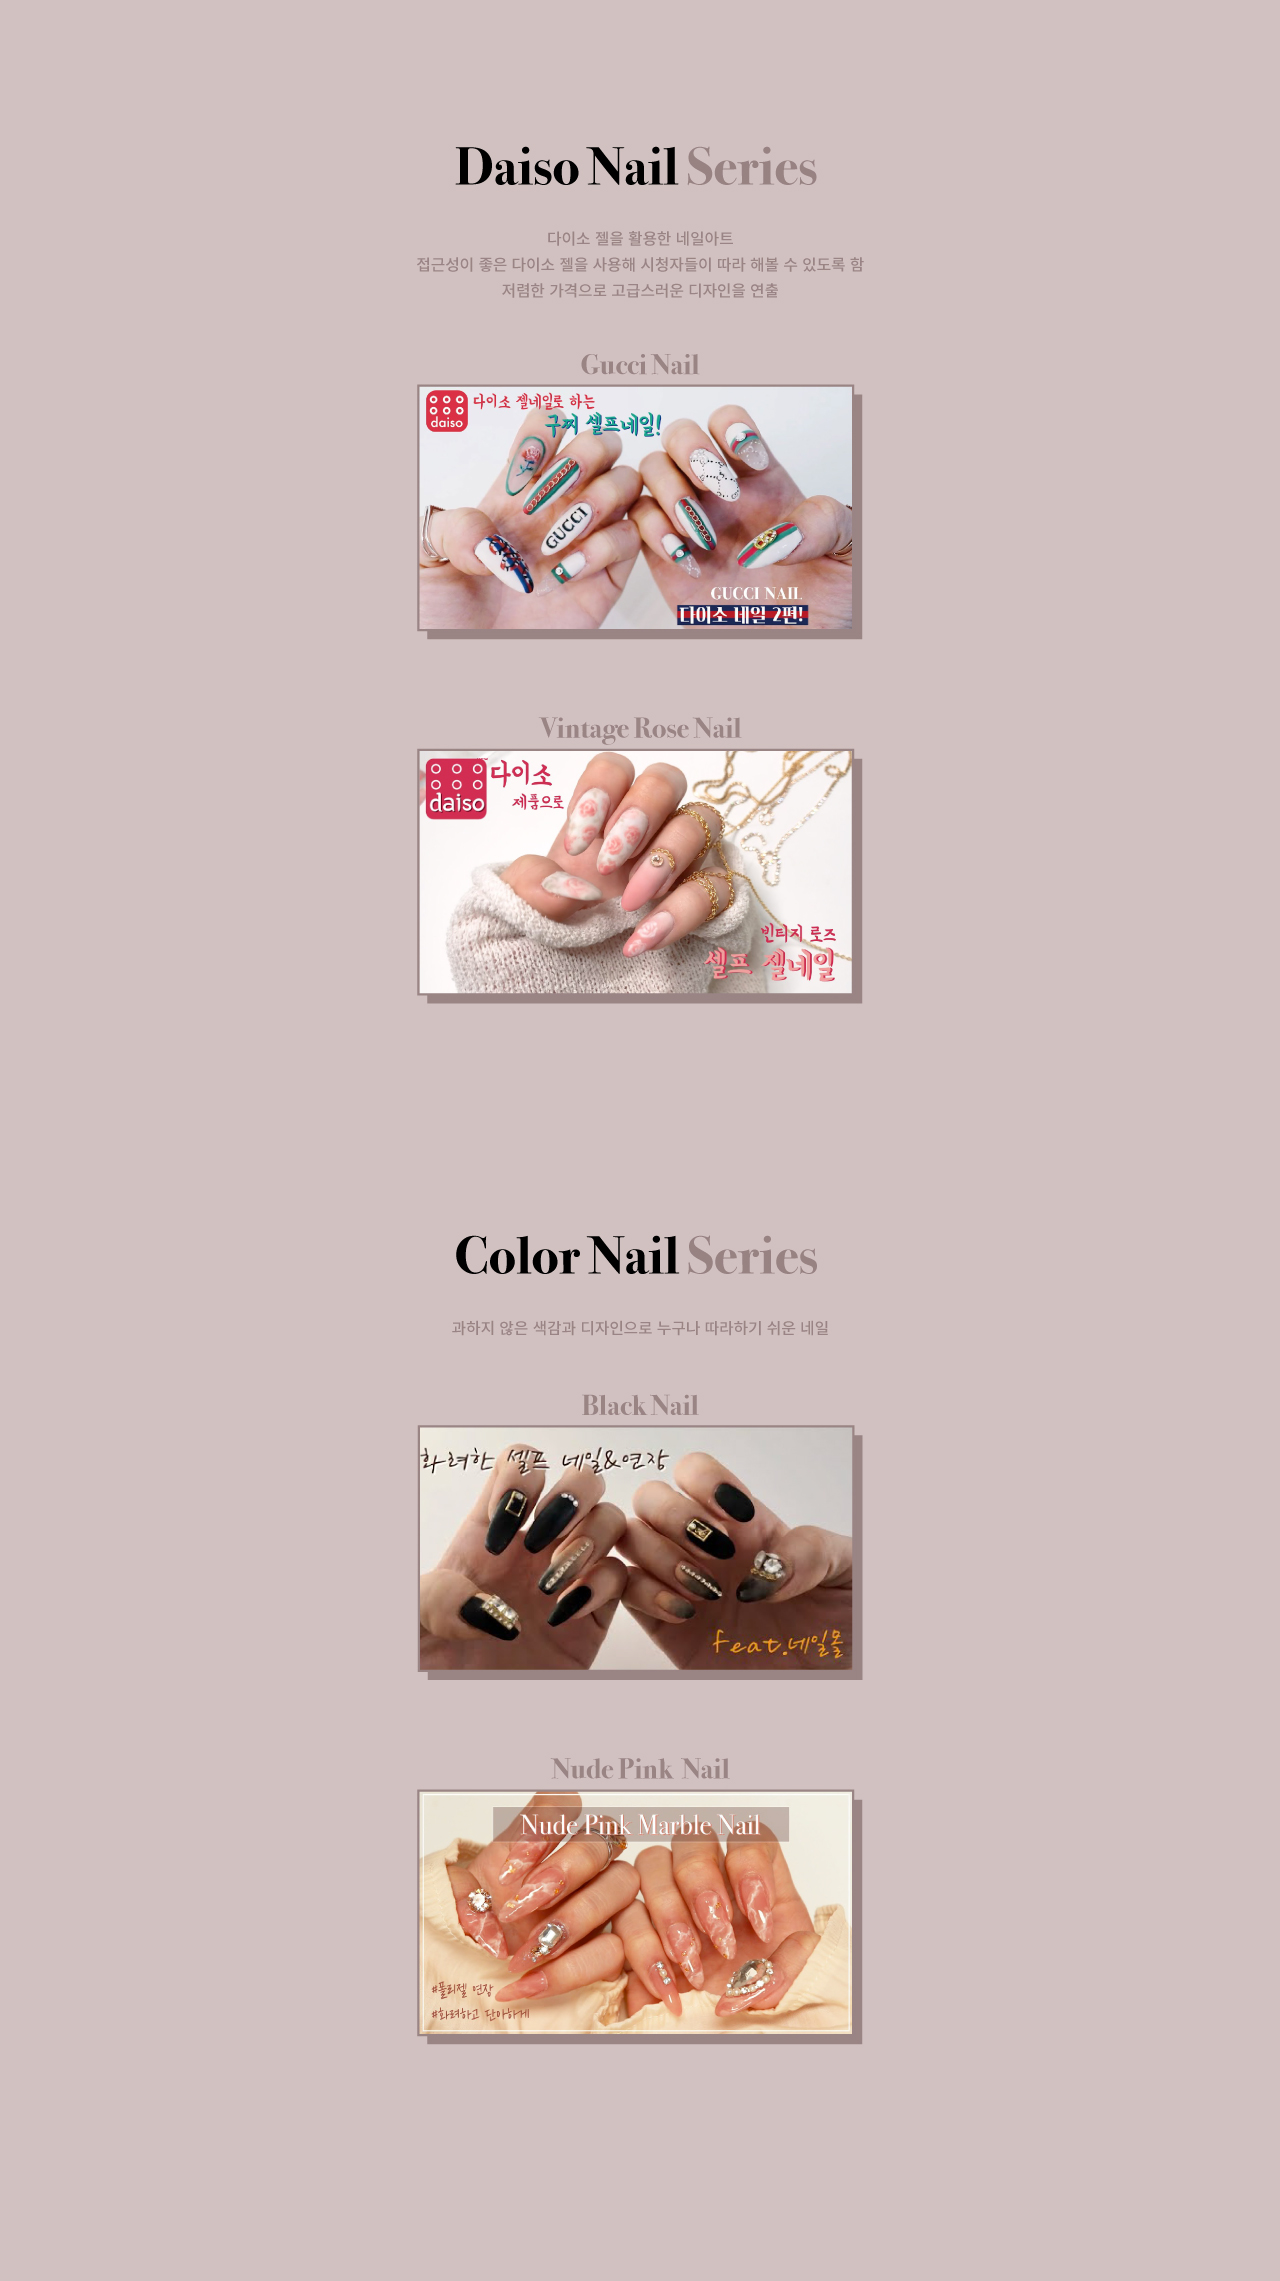 Daiso Nail Series
다이소 젤을 활용한 네일아트
접근성이 좋은 다이소 젤을 사용해 시청자들이 따라 해볼 수 있도록 함
저렴한 가격으로 고급스러운 디자인을 연출
Gucci Nail
daiso
다이소 젤네일로 하는
구찌 셀프네일!
GUCCI
GUCCI NAIL
다이소 네일 2편!
Vintage Rose Nail
daiso
다이소
제품으로
빈티지 로즈
셀프 젤네일
Color Nail Series
과하지 않은 색감과 디자인으로 누구나 따라하기 쉬운 네일
Black Nail
화려한 셀프 네일&연장
feat.네일몰
Nude Pink Nail
Nude Pink Marble Nail
#폴리젤 연장
#화려하고 단아하게